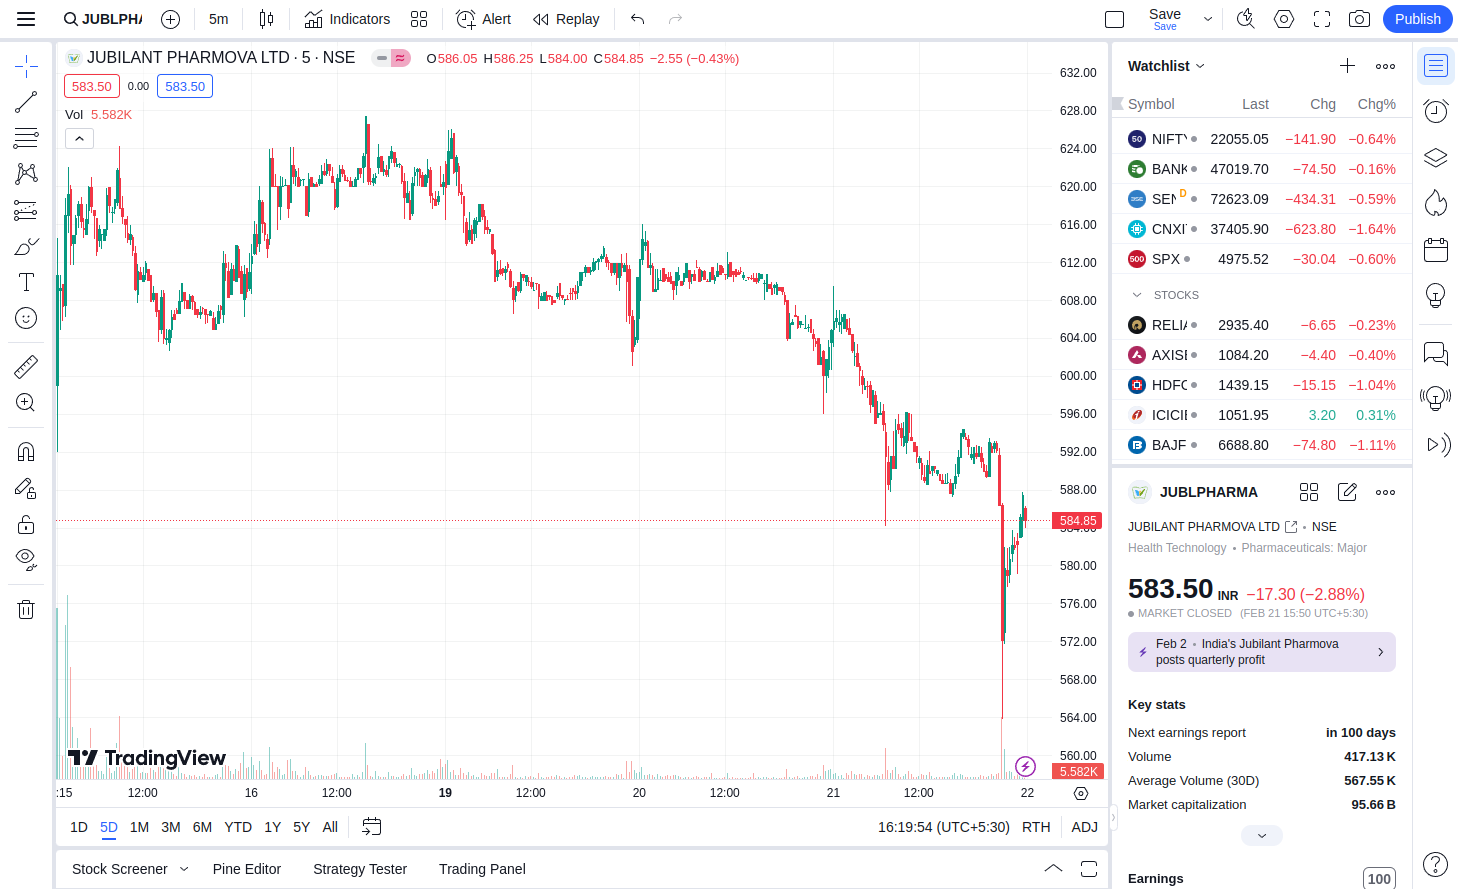 JUBLPHA 5m Indicators Alert Replay Save Save Publish
JUBILANT PHARMOVA LTD · 5 · NSE O586.05 H586.25 L584.00 C584.85 −2.55 (−0.43%)
583.50 0.00 583.50
Vol 5.582K
632.00
628.00
624.00
620.00
616.00
612.00
608.00
604.00
600.00
596.00
592.00
588.00
584.85
584.00
580.00
576.00
572.00
568.00
564.00
560.00
5.582K
TradingView
:15 12:00 16 12:00 19 12:00 20 12:00 21 12:00 22
1D 5D 1M 3M 6M YTD 1Y 5Y All 16:19:54 (UTC+5:30) RTH ADJ
Stock Screener Pine Editor Strategy Tester Trading Panel
Watchlist
Symbol Last Chg Chg%
50 NIFTY 22055.05 −141.90 −0.64%
BANK 47019.70 −74.50 −0.16%
BSE SEN D 72623.09 −434.31 −0.59%
CNXI 37405.90 −623.80 −1.64%
500 SPX 4975.52 −30.04 −0.60%
STOCKS
RELIA 2935.40 −6.65 −0.23%
AXISB 1084.20 −4.40 −0.40%
HDFC 1439.15 −15.15 −1.04%
ICICIB 1051.95 3.20 0.31%
BAJF 6688.80 −74.80 −1.11%
JUBLPHARMA
JUBILANT PHARMOVA LTD • NSE
Health Technology • Pharmaceuticals: Major
583.50 INR −17.30 (−2.88%)
MARKET CLOSED (FEB 21 15:50 UTC+5:30)
Feb 2 • India's Jubilant Pharmova
posts quarterly profit
Key stats
Next earnings report in 100 days
Volume 417.13 K
Average Volume (30D) 567.55 K
Market capitalization 95.66 B
Earnings 100